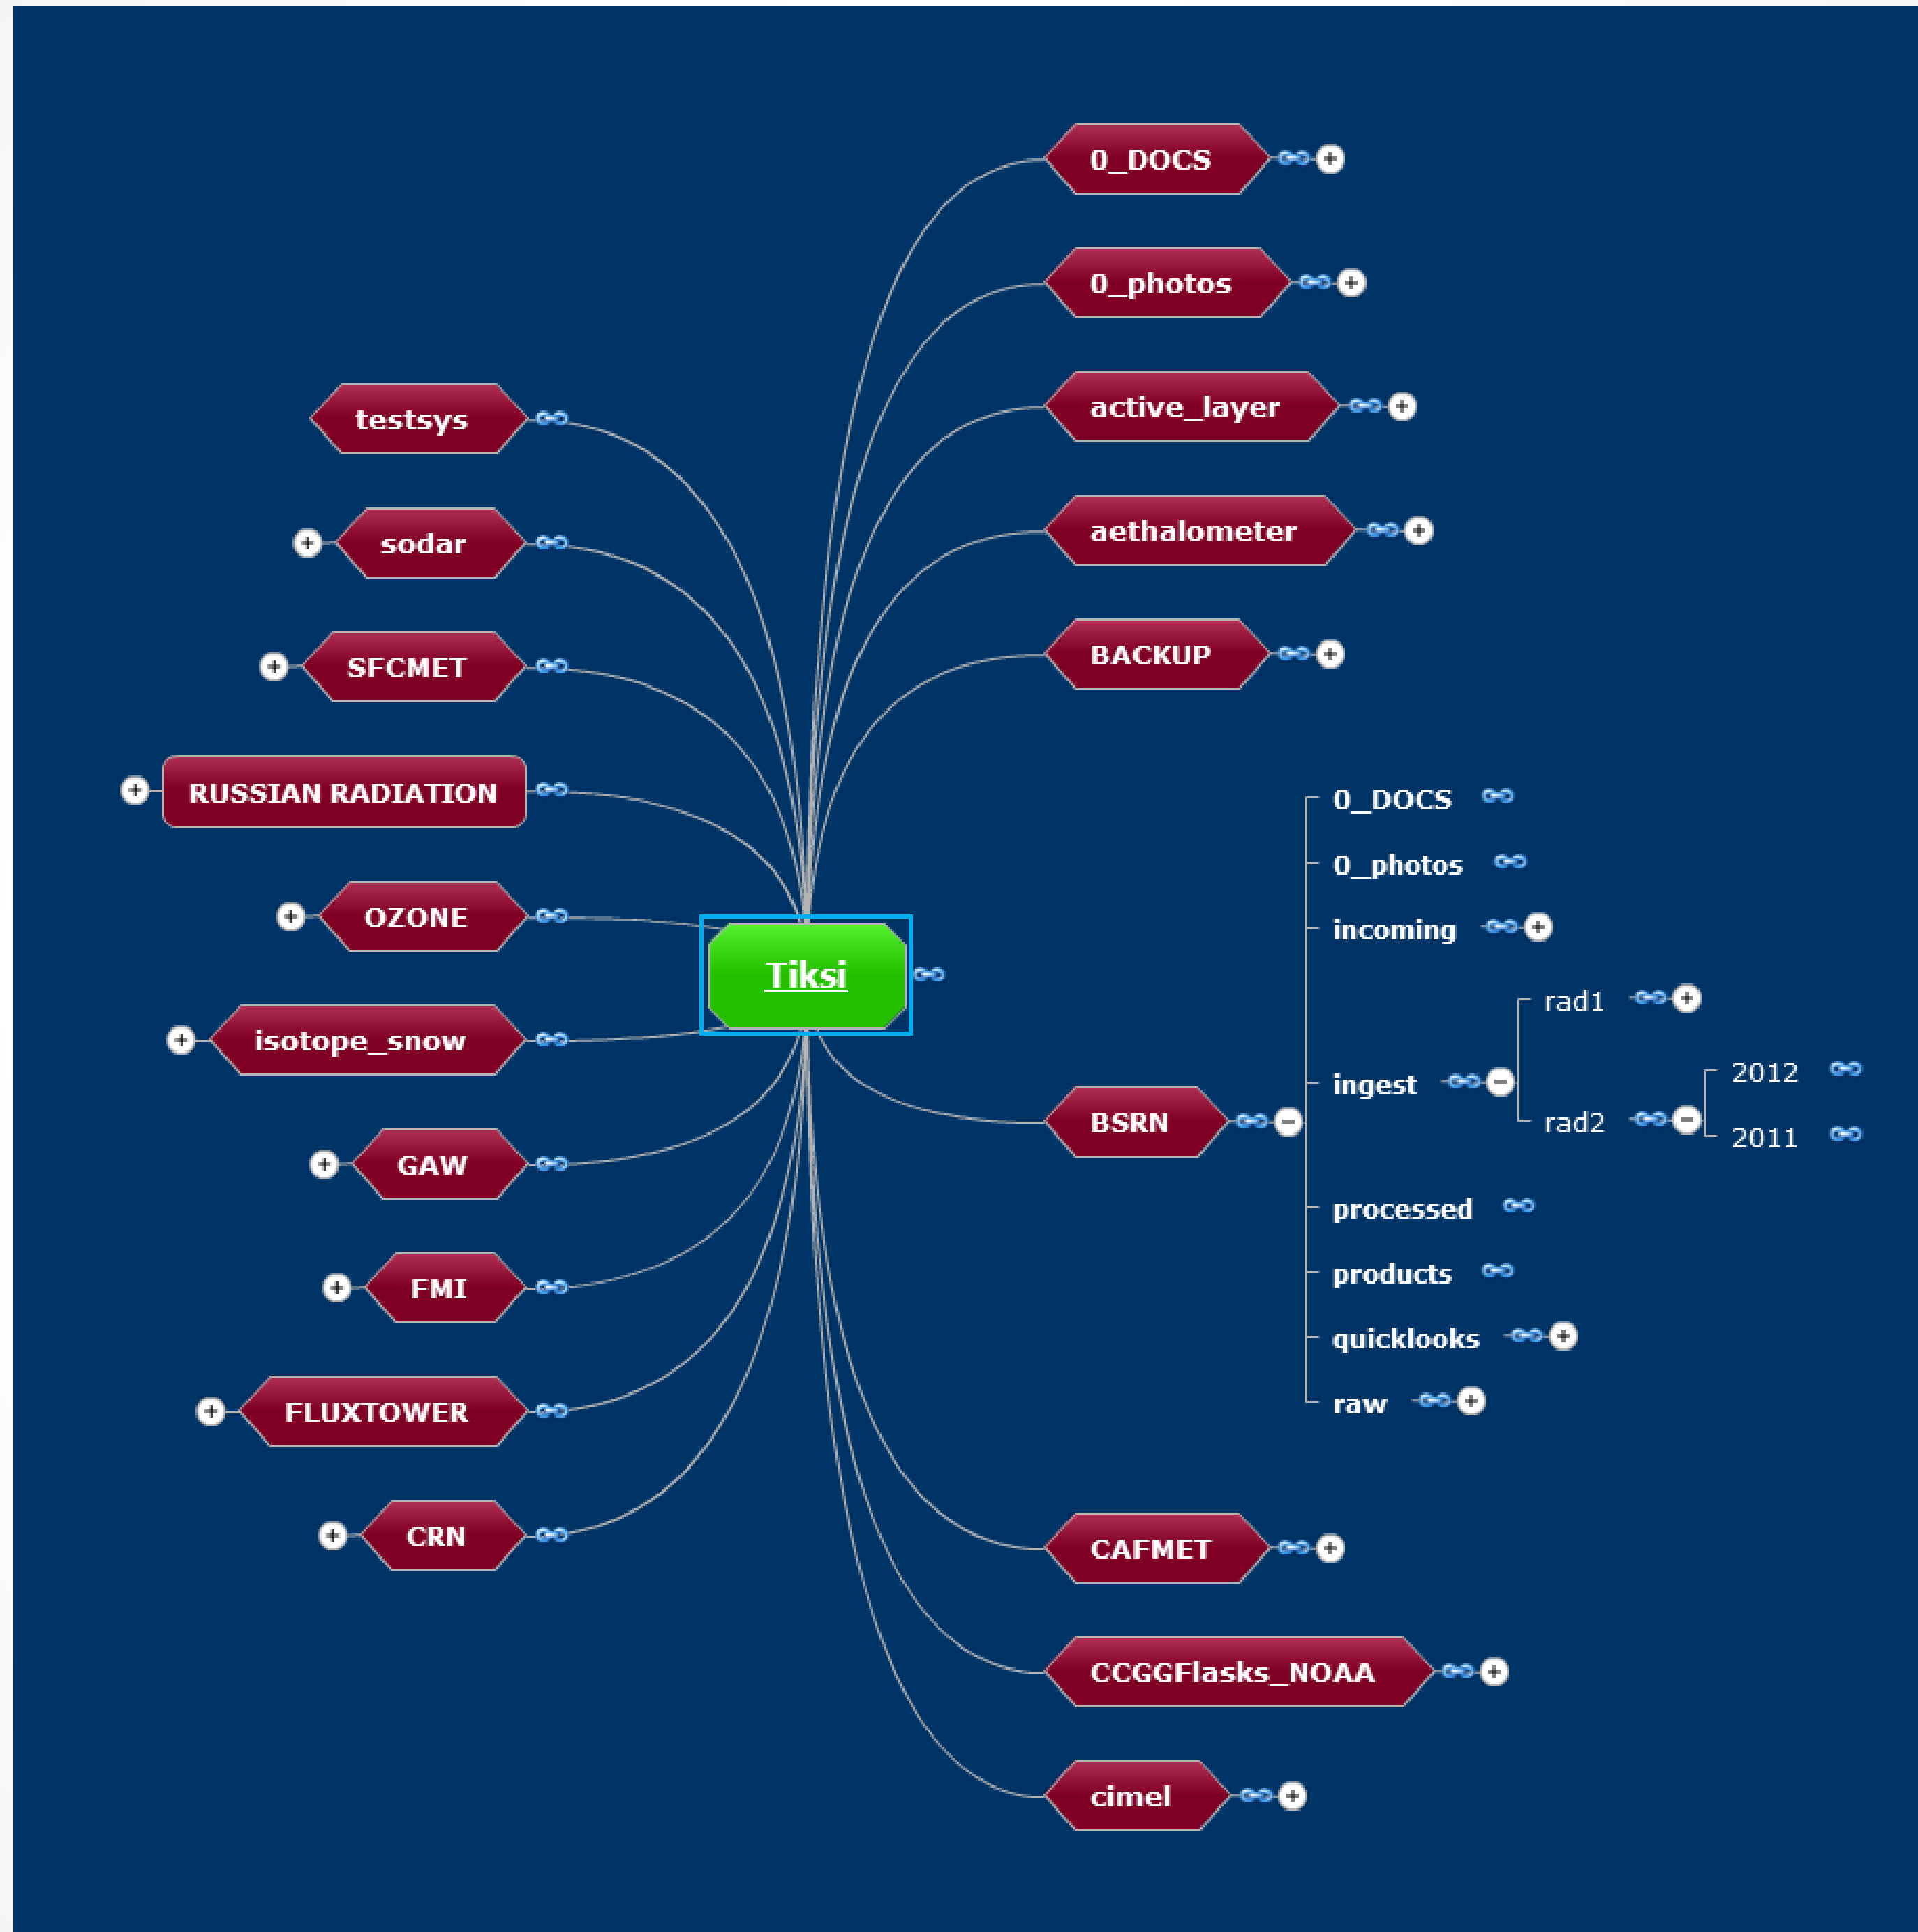 0_DOCS
0_photos
active_layer
aethalometer
BACKUP
BSRN
0_DOCS
0_photos
incoming
ingest
rad1
rad2
2012
2011
processed
products
quicklooks
raw
CAFMET
CCGGFlasks_NOAA
cimel
Tiksi
testsys
sodar
SFCMET
RUSSIAN RADIATION
OZONE
isotope_snow
GAW
FMI
FLUXTOWER
CRN